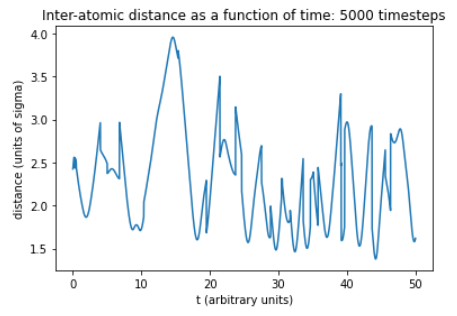 Inter-atomic distance as a function of time: 5000 timesteps
4.0
3.5
3.0
2.5
2.0
1.5
distance (units of sigma)
0 10 20 30 40 50
t (arbitrary units)